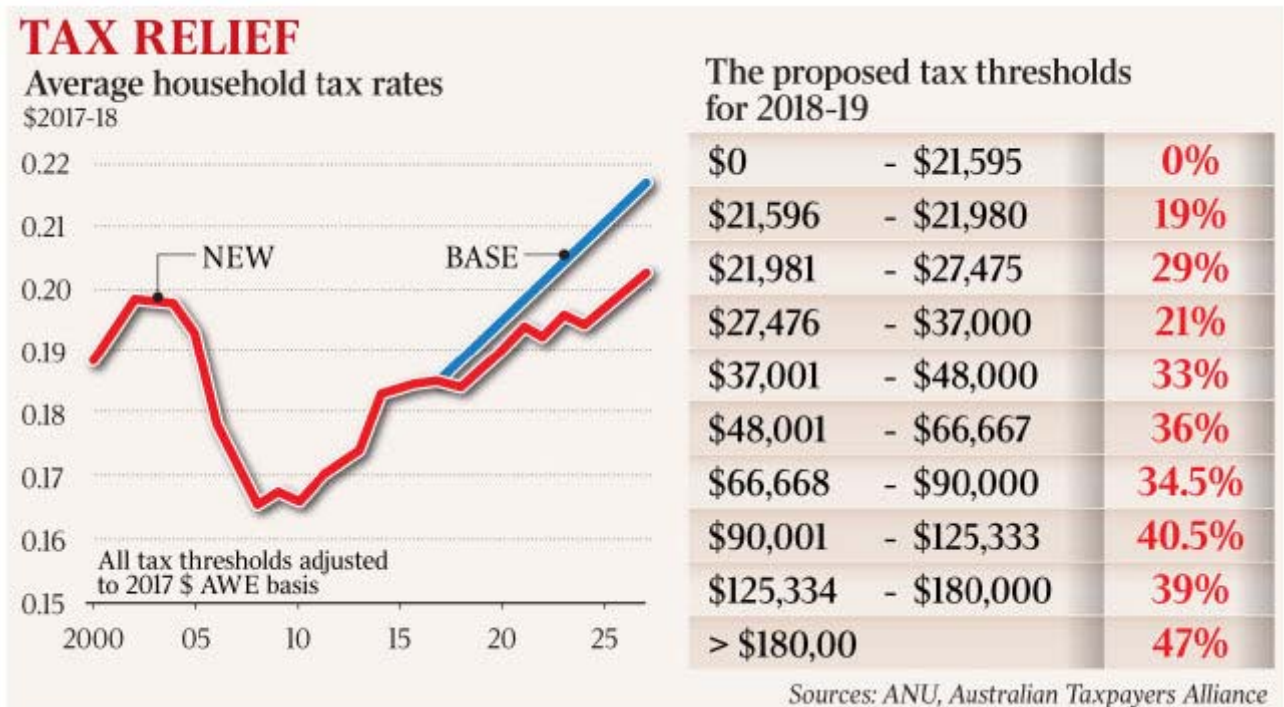 TAX RELIEF
Average household tax rates
$2017-18
0.22
0.21
0.20
0.19
0.18
0.17
0.16
0.15
NEW
BASE
All tax thresholds adjusted
to 2017 $ AWE basis
2000 05 10 15 20 25
The proposed tax thresholds
for 2018-19
$0 - $21,595 0%
$21,596 - $21,980 19%
$21,981 - $27,475 29%
$27,476 - $37,000 21%
$37,001 - $48,000 33%
$48,001 - $66,667 36%
$66,668 - $90,000 34.5%
$90,001 - $125,333 40.5%
$125,334 - $180,000 39%
> $180,00 47%
Sources: ANU, Australian Taxpayers Alliance